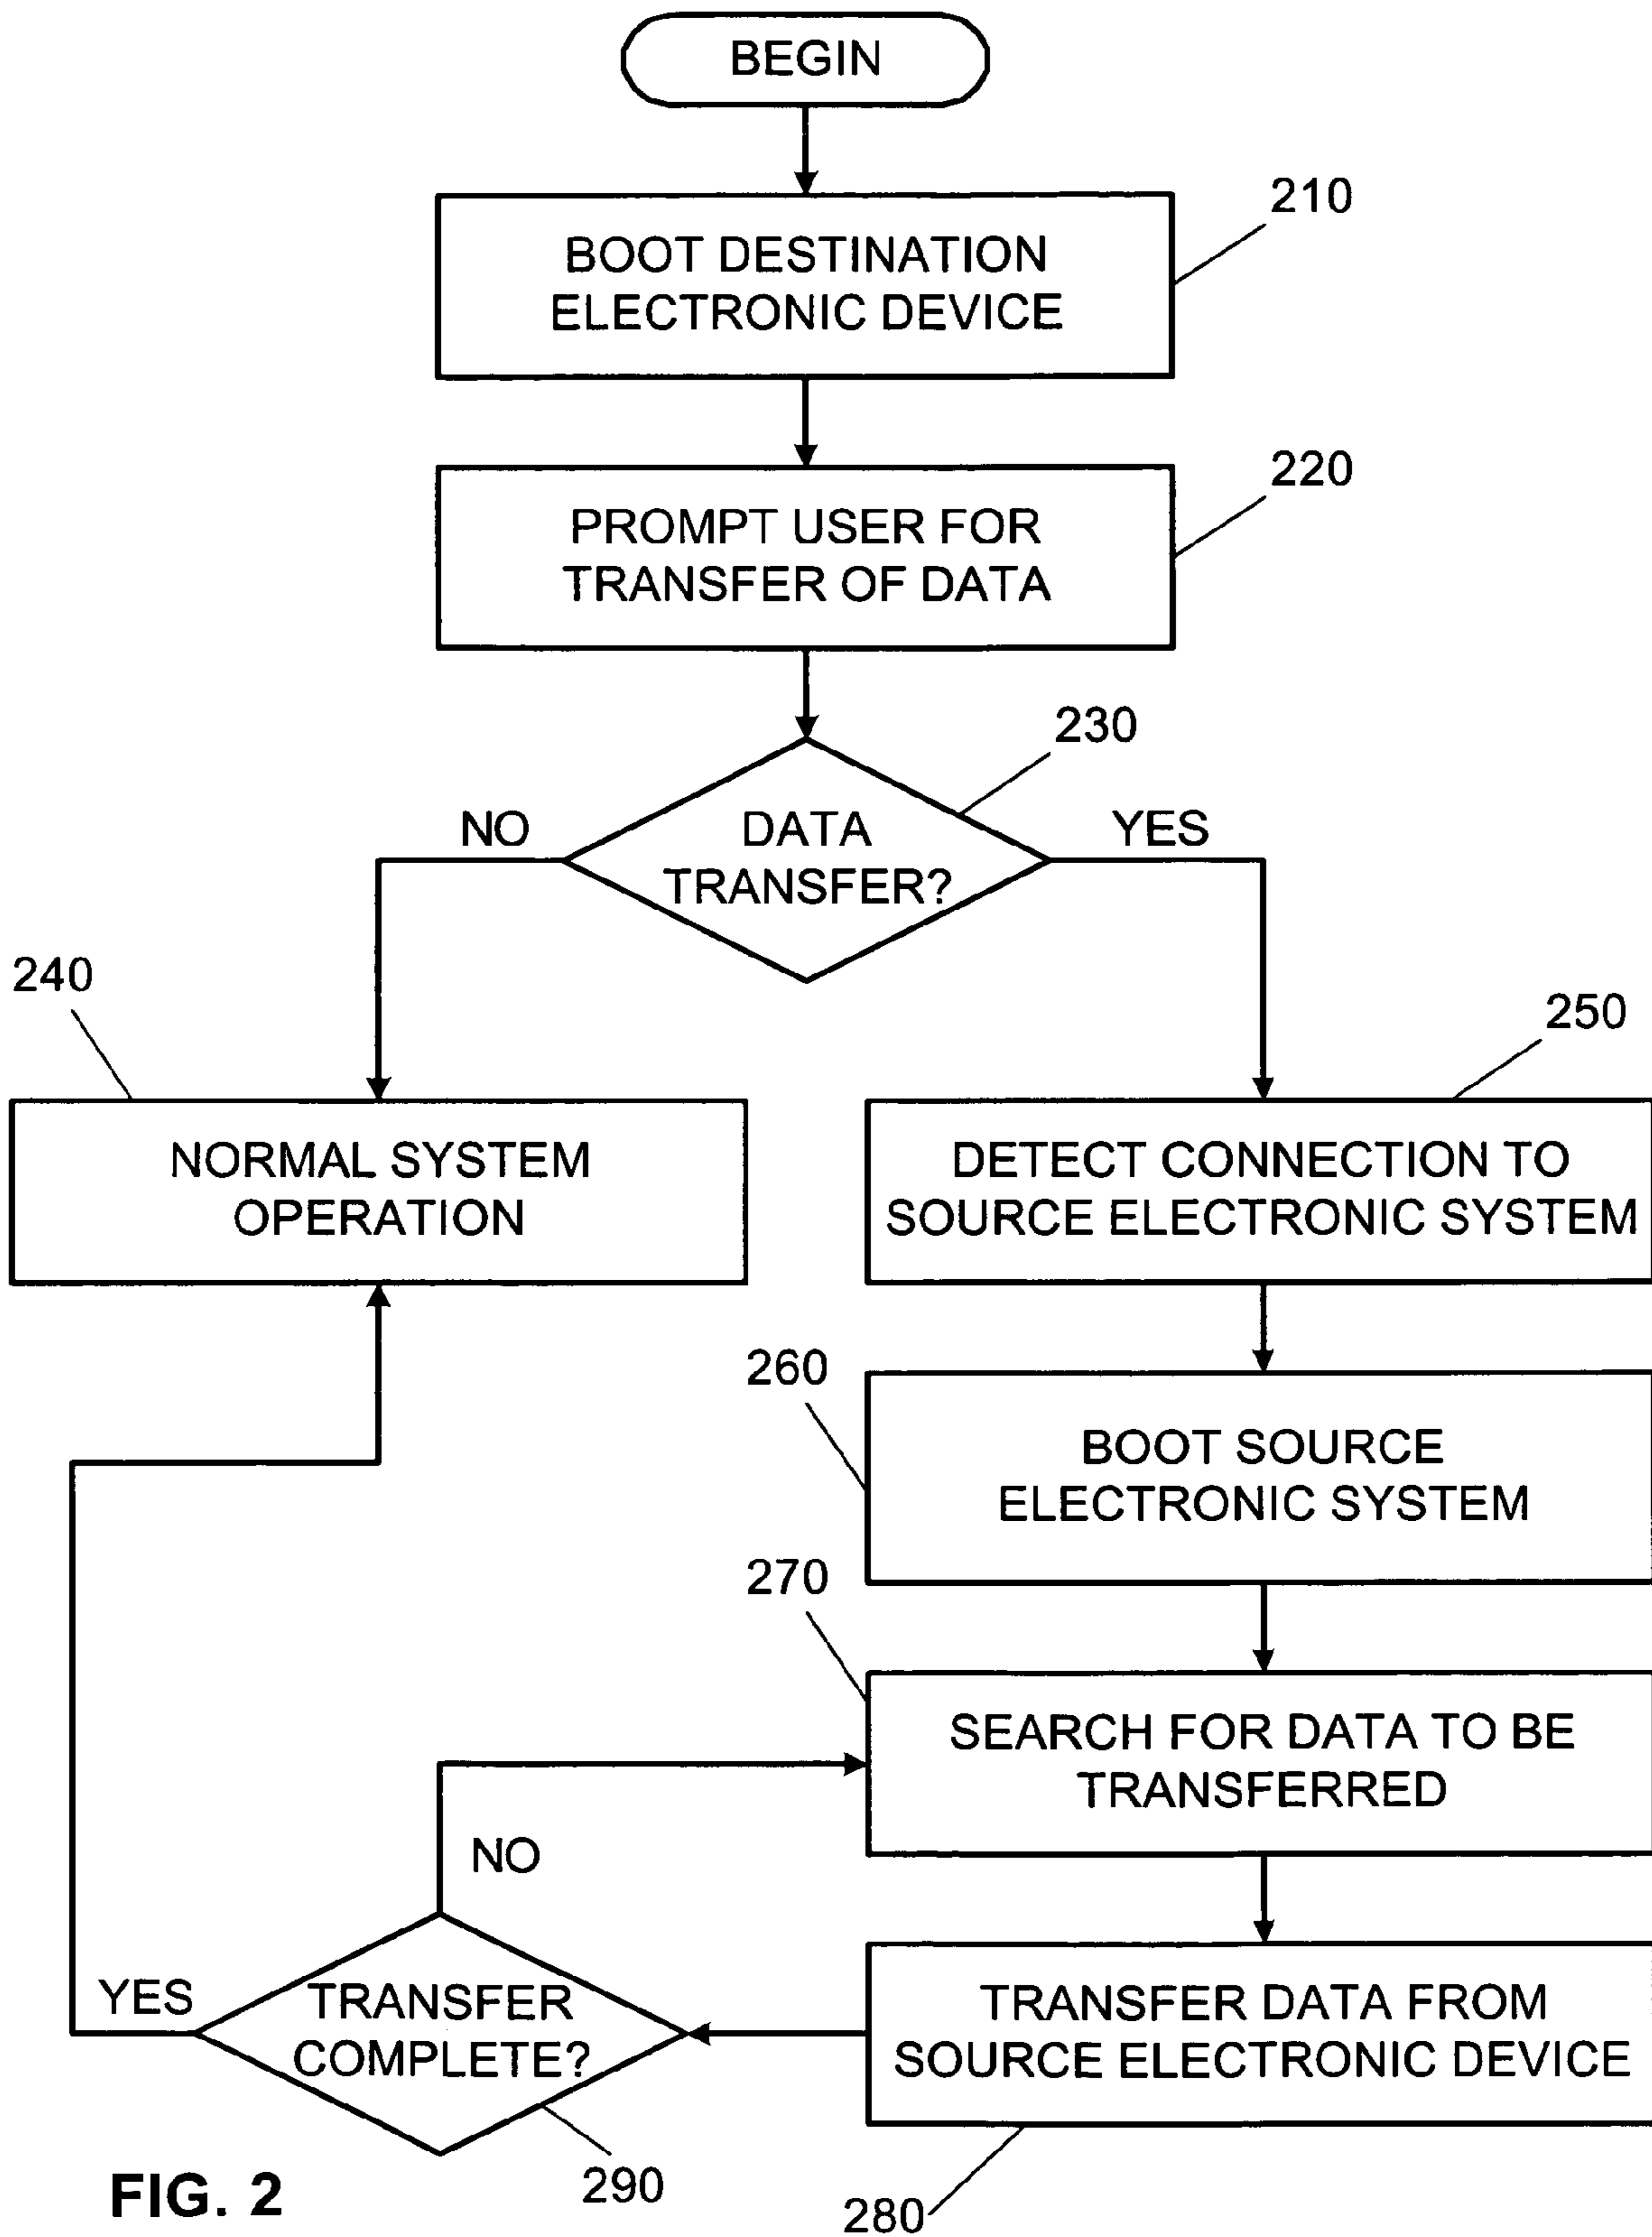 BEGIN
210
BOOT DESTINATION
ELECTRONIC DEVICE
220
PROMPT USER FOR
TRANSFER OF DATA
230
NO
DATA
TRANSFER?
YES
240
250
NORMAL SYSTEM
OPERATION
DETECT CONNECTION TO
SOURCE ELECTRONIC SYSTEM
260
BOOT SOURCE
ELECTRONIC SYSTEM
270
SEARCH FOR DATA TO BE
TRANSFERRED
NO
YES
TRANSFER
COMPLETE?
TRANSFER DATA FROM
SOURCE ELECTRONIC DEVICE
290
280
FIG. 2